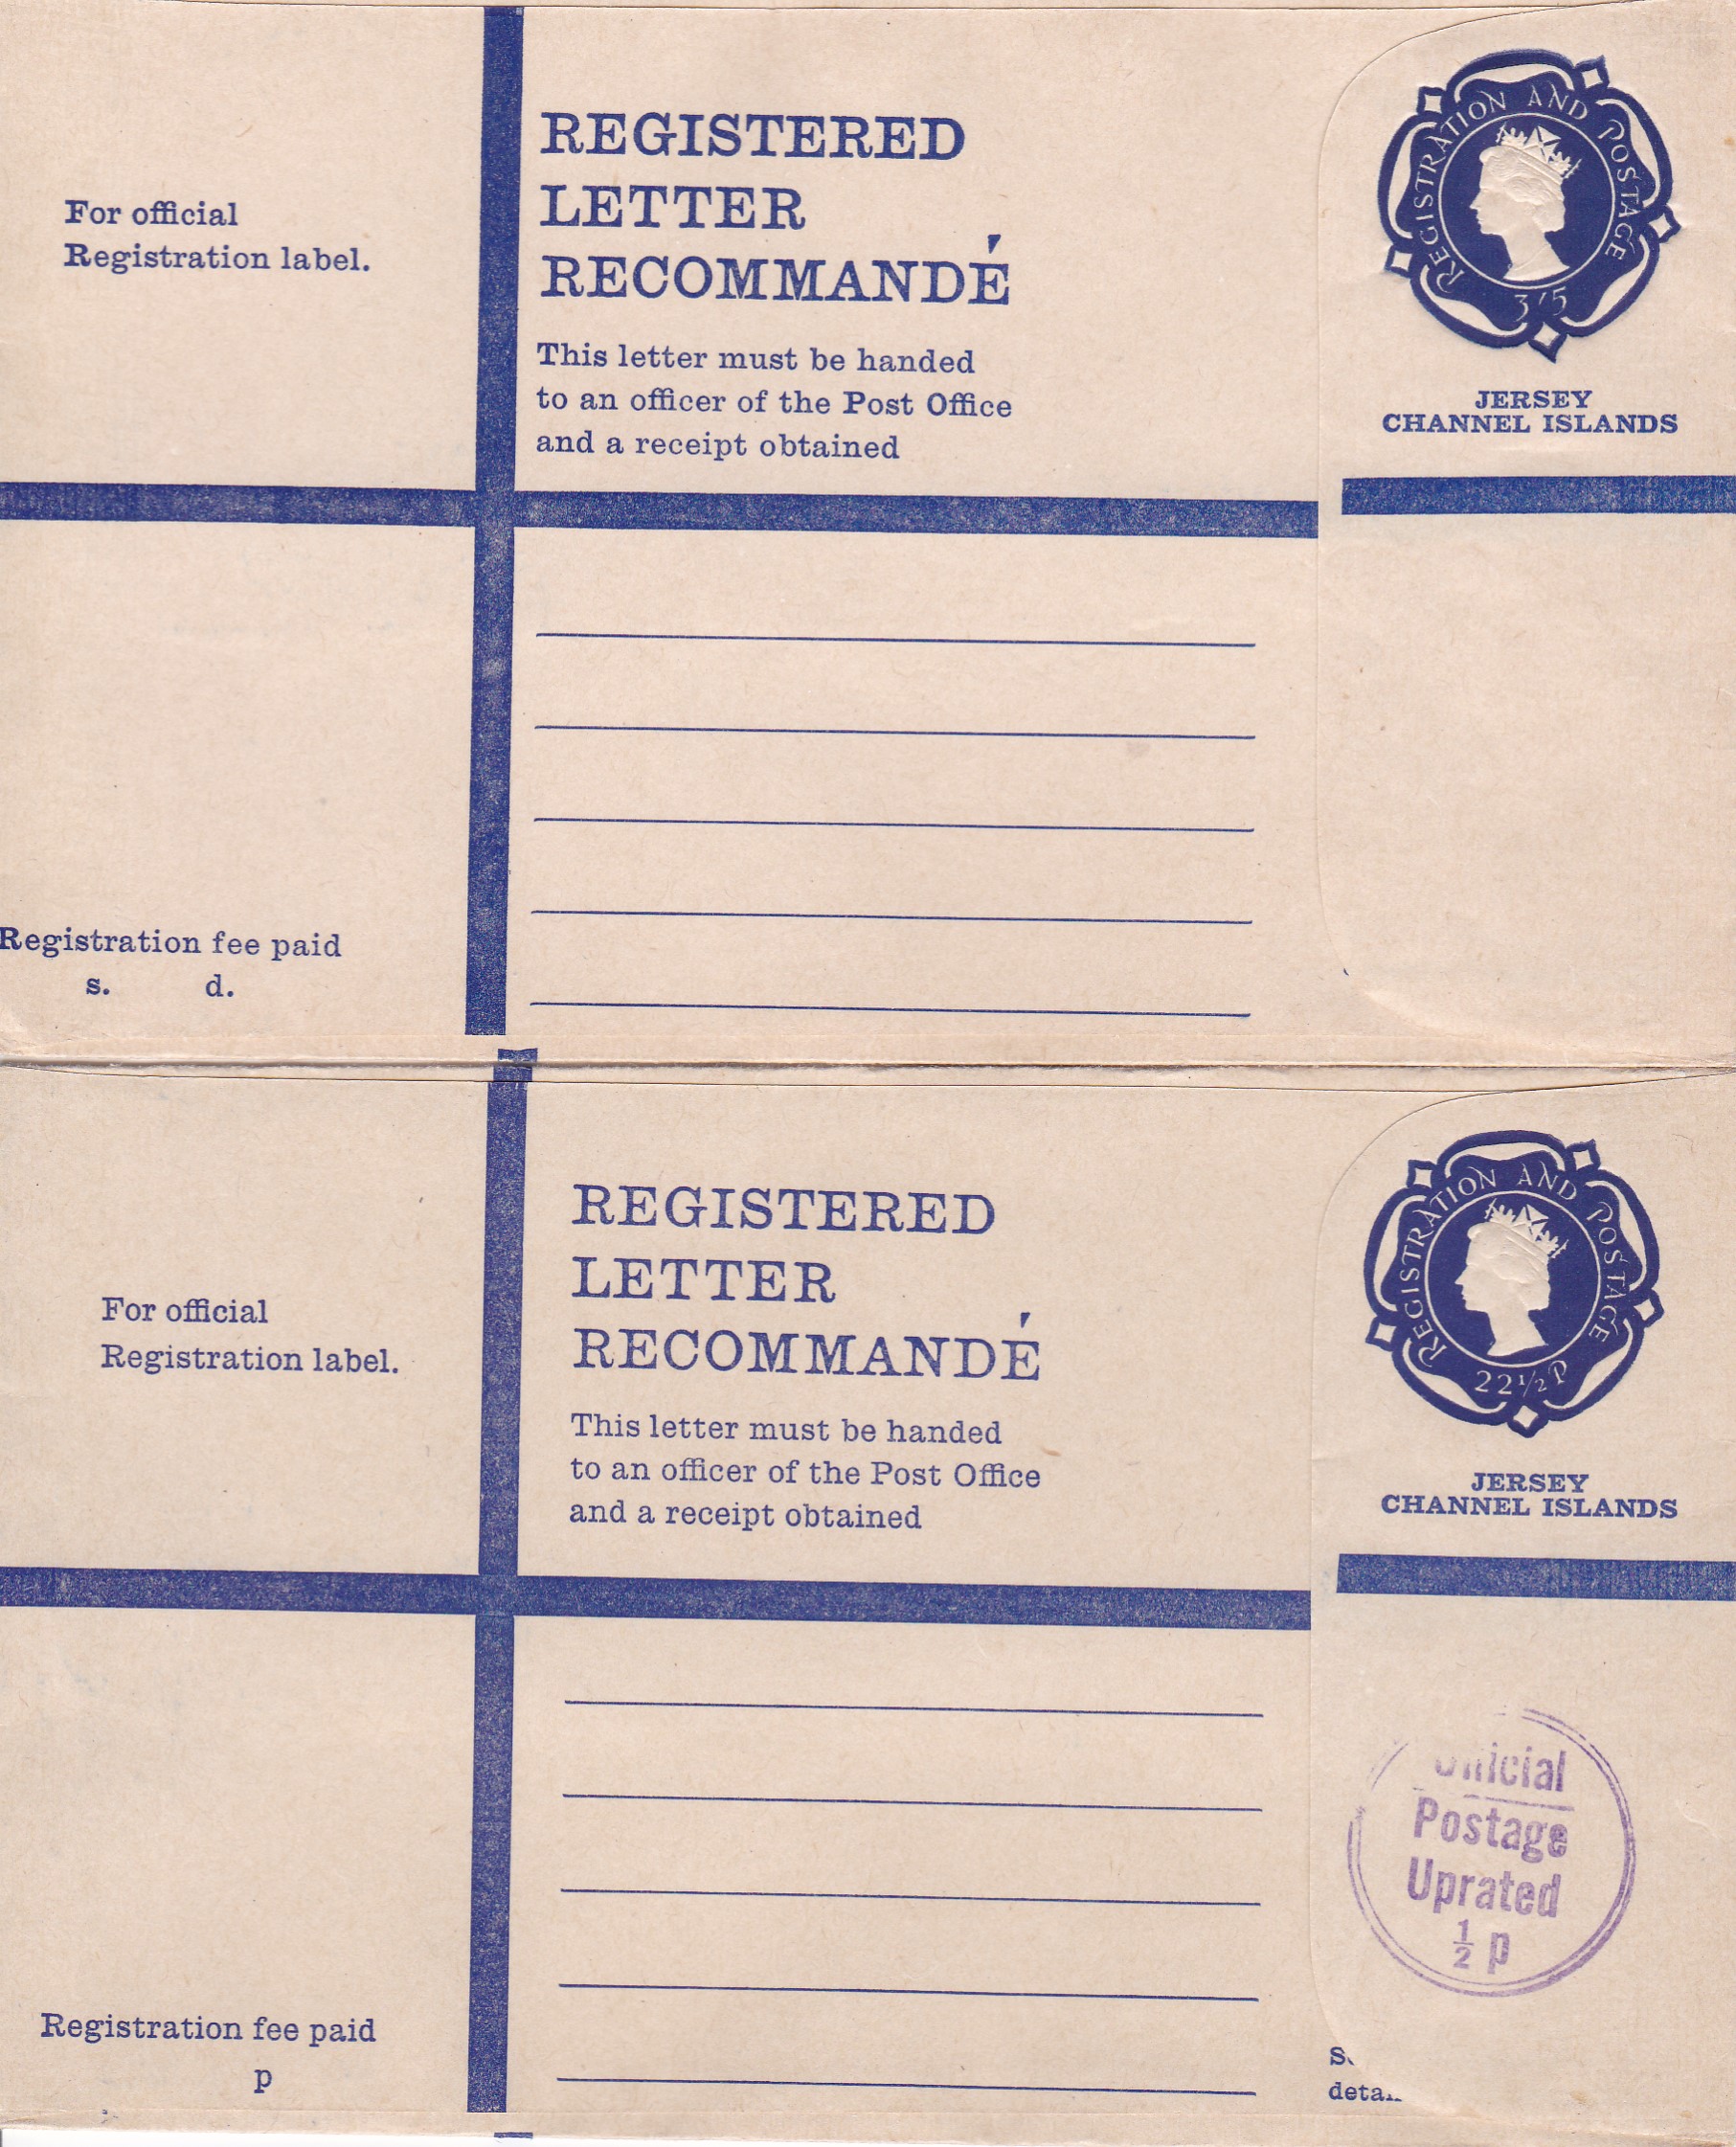 REGISTRATION AND POSTAGE
3/5
JERSEY
CHANNEL ISLANDS
REGISTERED
LETTER
RECOMMANDÉ
This letter must be handed
to an officer of the Post Office
and a receipt obtained
For official
Registration label.
Registration fee paid
s. d.
REGISTRATION AND POSTAGE
22½P
JERSEY
CHANNEL ISLANDS
REGISTERED
LETTER
RECOMMANDÉ
This letter must be handed
to an officer of the Post Office
and a receipt obtained
For official
Registration label.
Official
Postage
Uprated
½ p
Registration fee paid
p